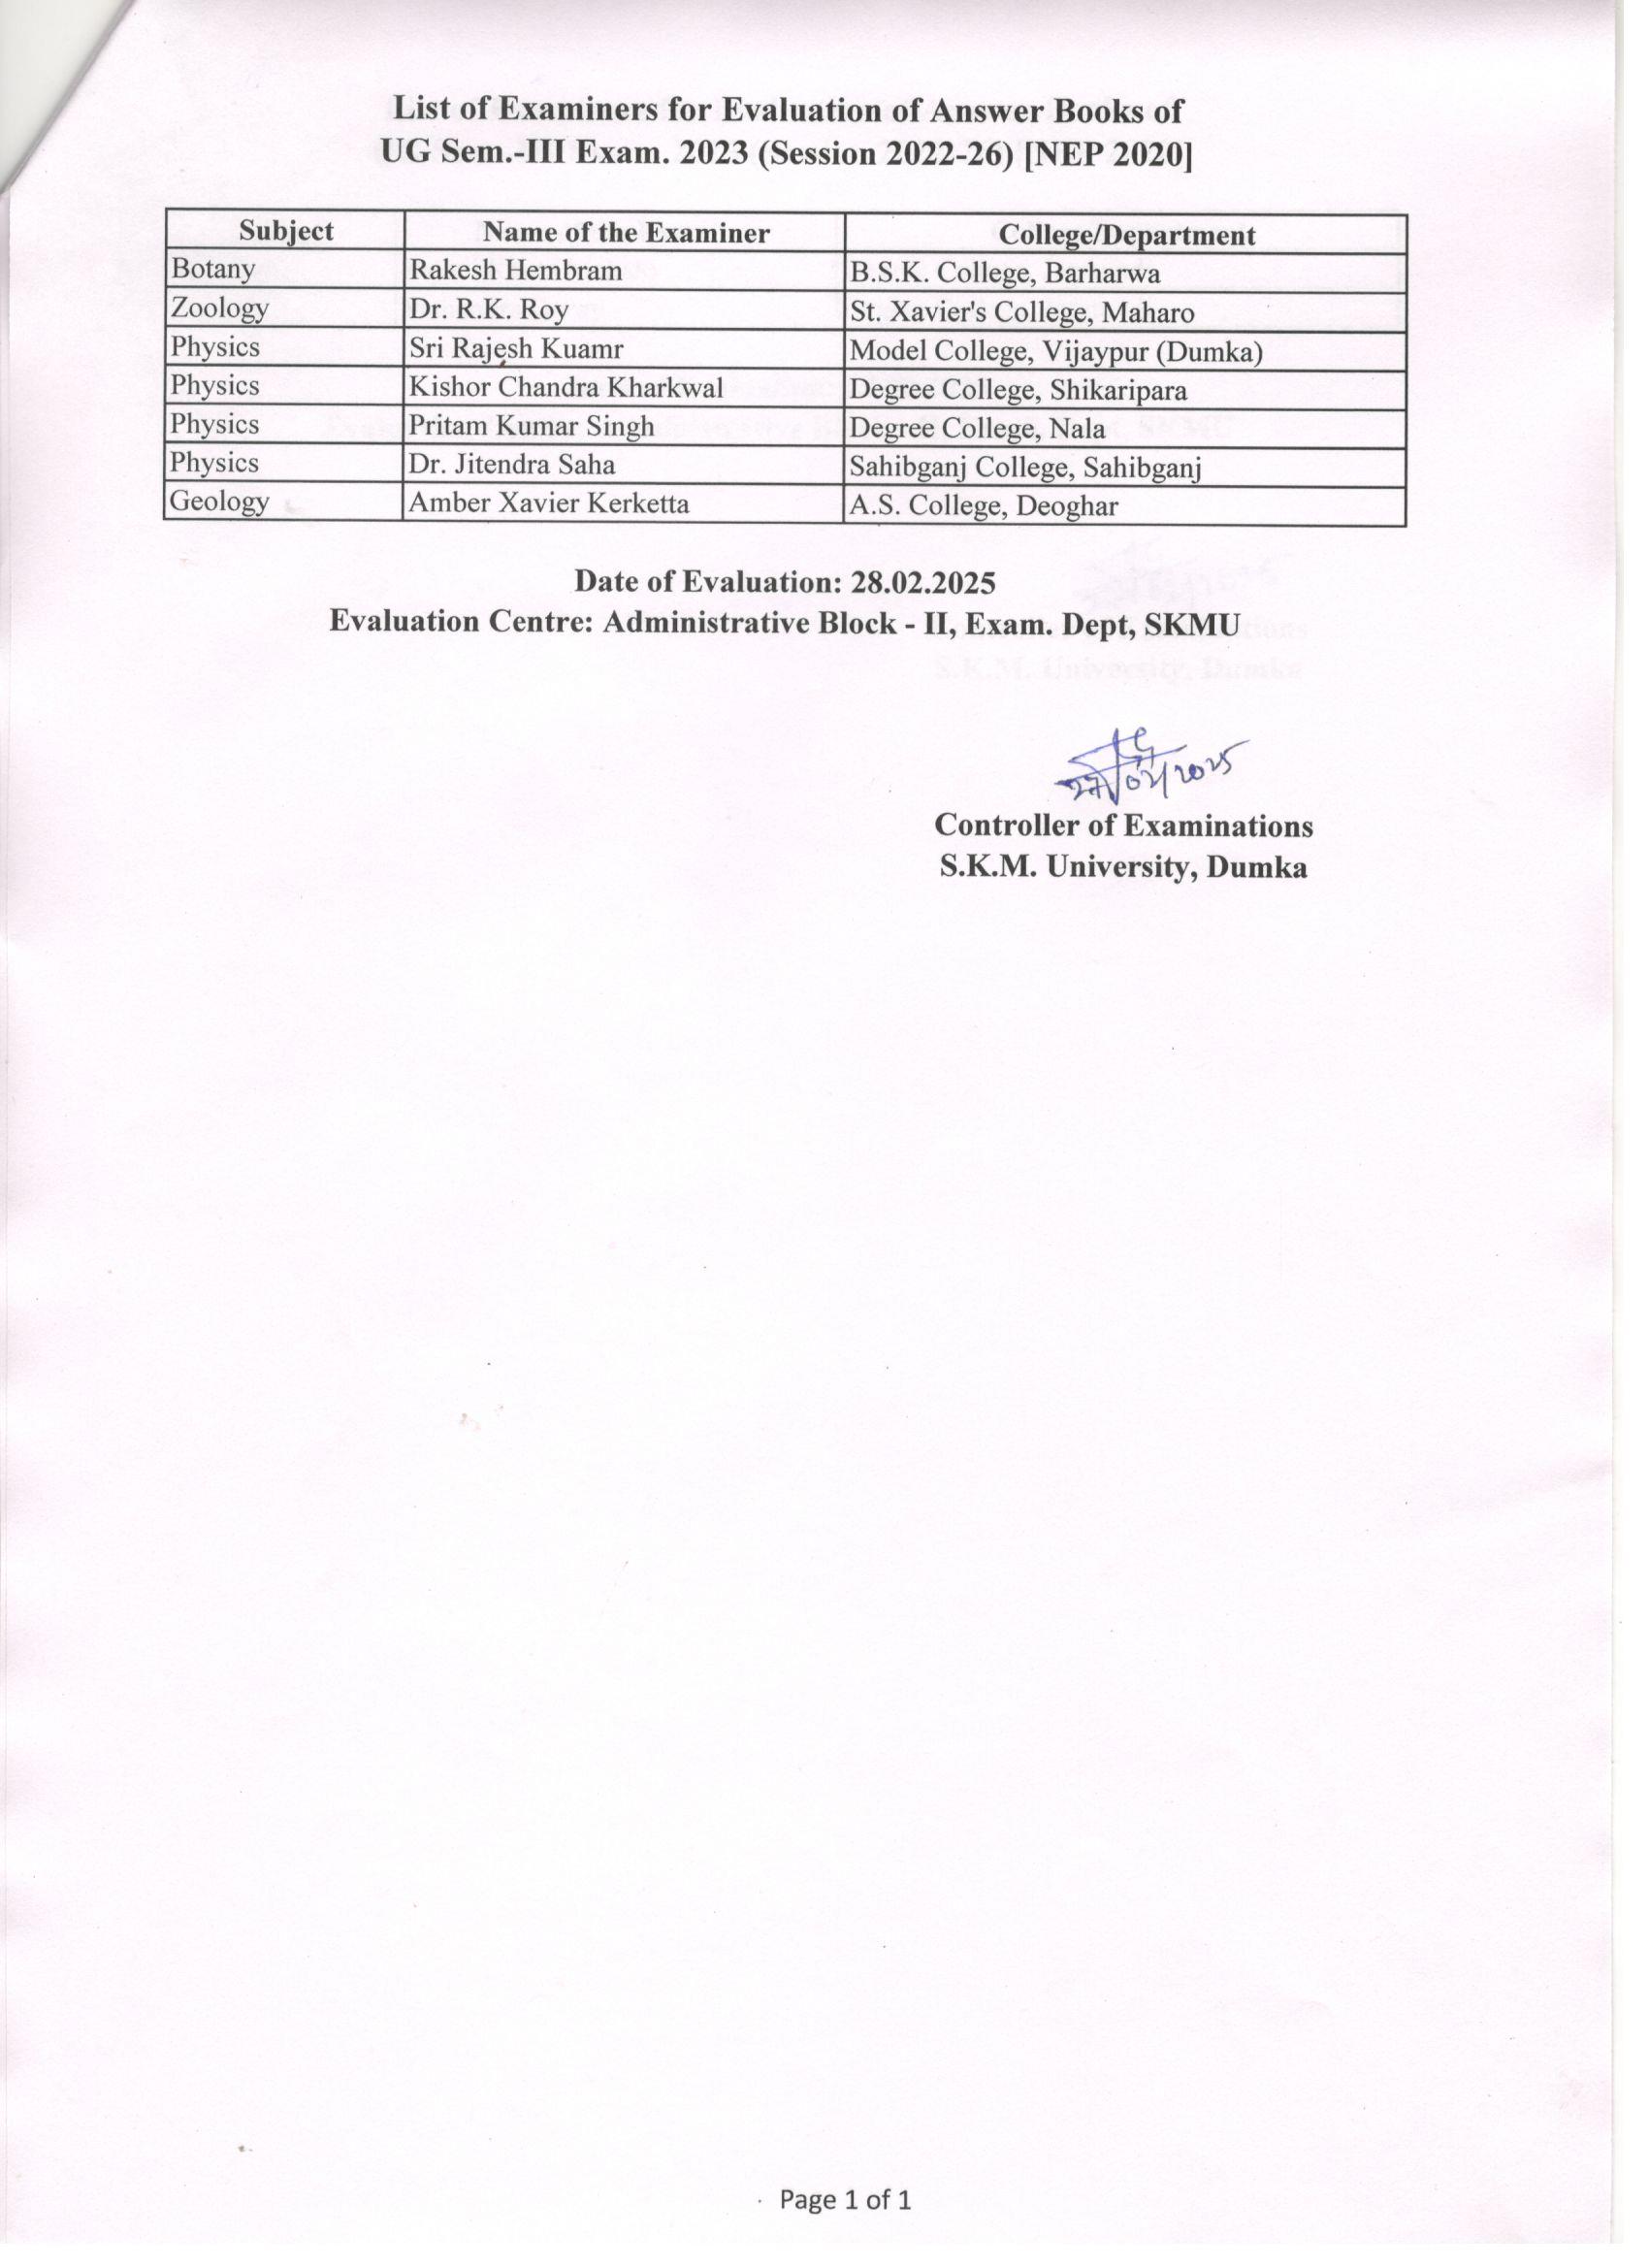 List of Examiners for Evaluation of Answer Books of
UG Sem.-III Exam. 2023 (Session 2022-26) [NEP 2020]
Subject Name of the Examiner College/Department
Botany Rakesh Hembram B.S.K. College, Barharwa
Zoology Dr. R.K. Roy St. Xavier's College, Maharo
Physics Sri Rajesh Kuamr Model College, Vijaypur (Dumka)
Physics Kishor Chandra Kharkwal Degree College, Shikaripara
Physics Pritam Kumar Singh Degree College, Nala
Physics Dr. Jitendra Saha Sahibganj College, Sahibganj
Geology Amber Xavier Kerketta A.S. College, Deoghar
Date of Evaluation: 28.02.2025
Evaluation Centre: Administrative Block - II, Exam. Dept, SKMU
27/02/2025
Controller of Examinations
S.K.M. University, Dumka
Page 1 of 1